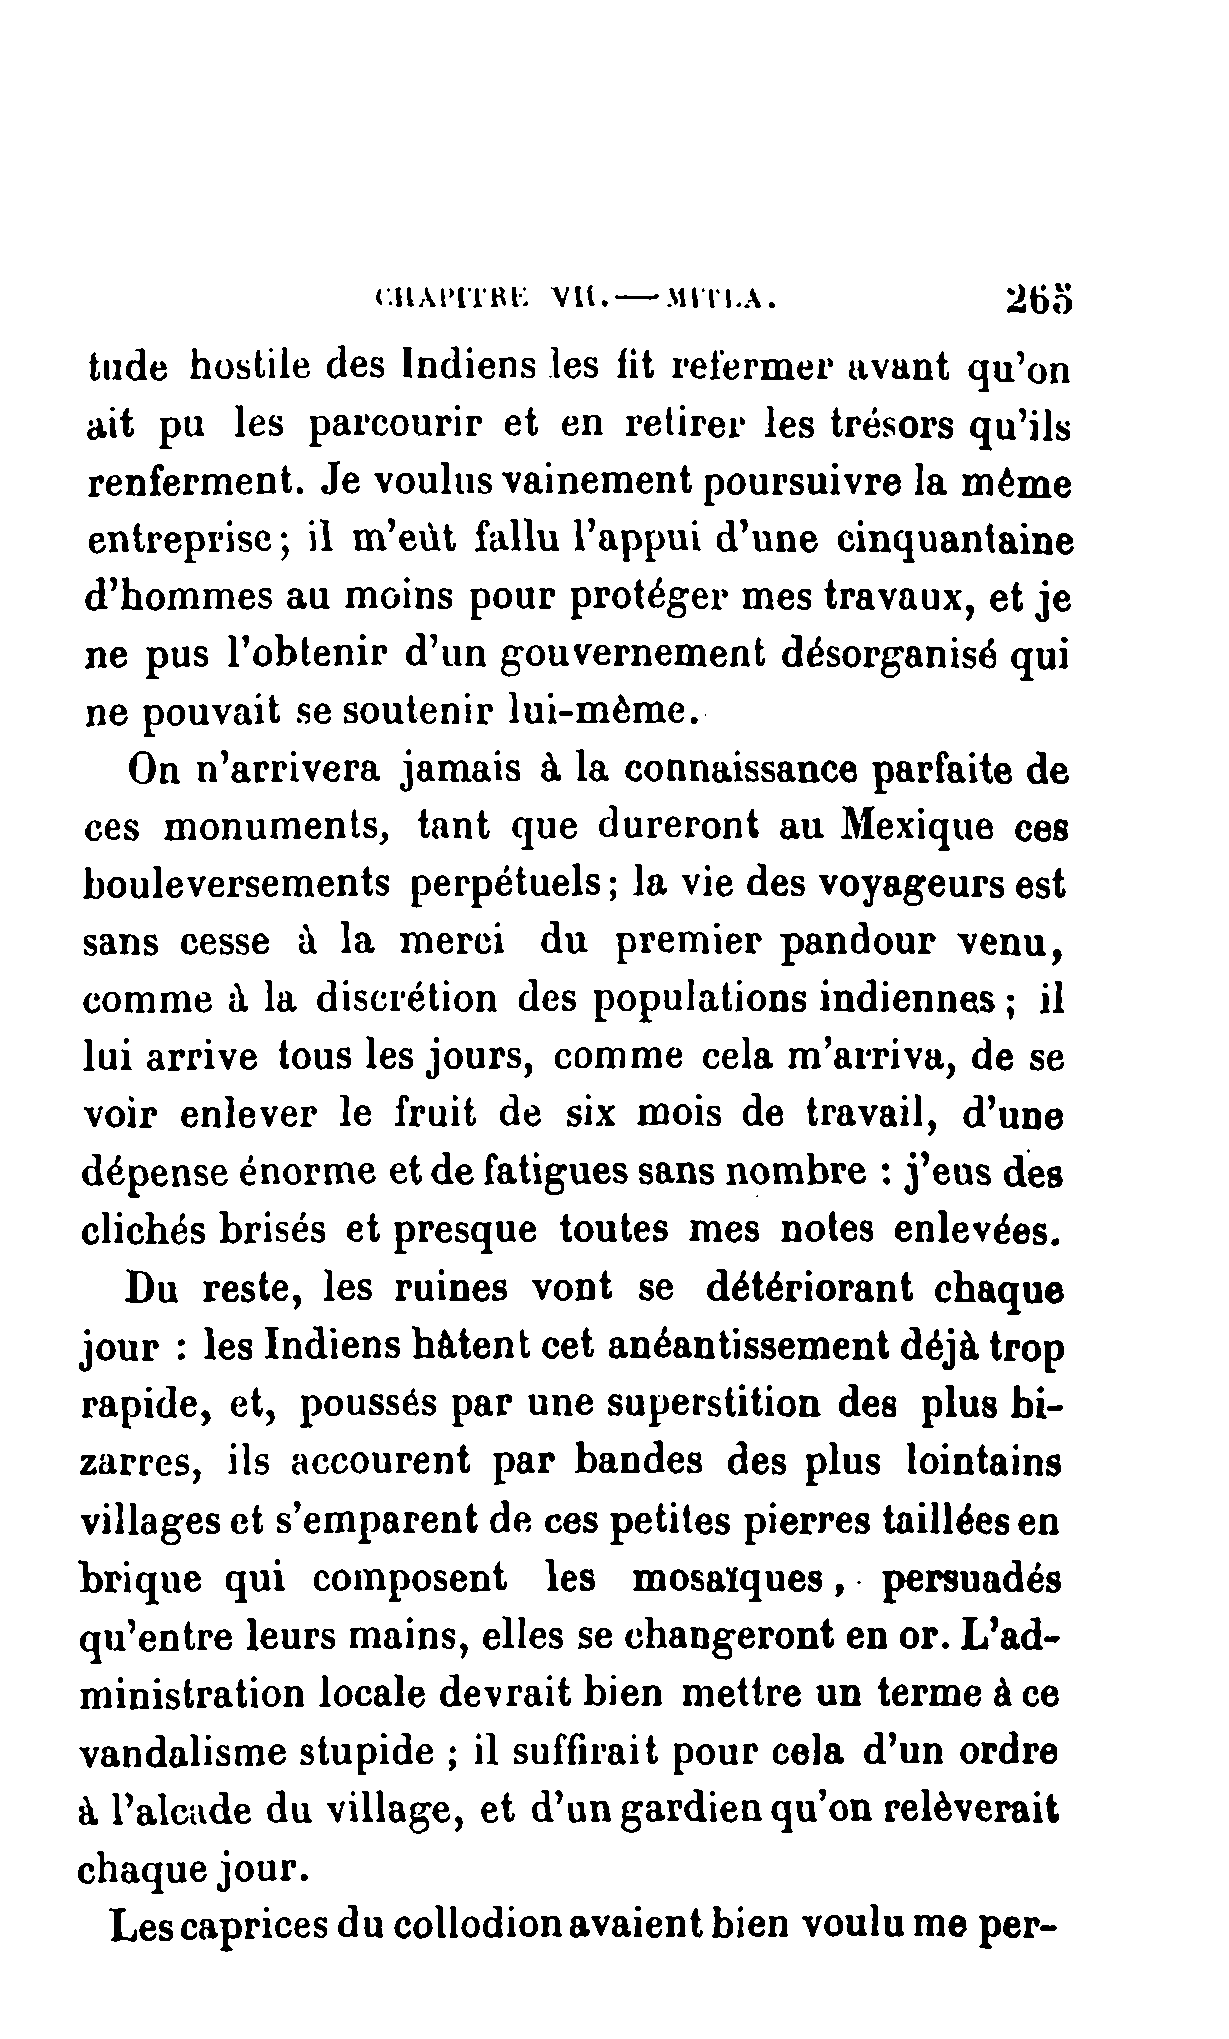 CHAPITRE VII. — MITLA. 265
tude hostile des Indiens les fit refermer avant qu'on
ait pu les parcourir et en retirer les trésors qu'ils
renferment. Je voulus vainement poursuivre la même
entreprise; il m'eût fallu l'appui d'une cinquantaine
d'hommes au moins pour protéger mes travaux, et je
ne pus l'obtenir d'un gouvernement désorganisé qui
ne pouvait se soutenir lui-même.
On n'arrivera jamais à la connaissance parfaite de
ces monuments, tant que dureront au Mexique ces
bouleversements perpétuels; la vie des voyageurs est
sans cesse à la merci du premier pandour venu,
comme à la discrétion des populations indiennes; il
lui arrive tous les jours, comme cela m'arriva, de se
voir enlever le fruit de six mois de travail, d'une
dépense énorme et de fatigues sans nombre : j'eus des
clichés brisés et presque toutes mes notes enlevées.
Du reste, les ruines vont se détériorant chaque
jour : les Indiens hâtent cet anéantissement déjà trop
rapide, et, poussés par une superstition des plus bi-
zarres, ils accourent par bandes des plus lointains
villages et s'emparent de ces petites pierres taillées en
brique qui composent les mosaïques, persuadés
qu'entre leurs mains, elles se changeront en or. L'ad-
ministration locale devrait bien mettre un terme à ce
vandalisme stupide ; il suffirait pour cela d'un ordre
à l'alcade du village, et d'un gardien qu'on relèverait
chaque jour.
Les caprices du collodion avaient bien voulu me per-